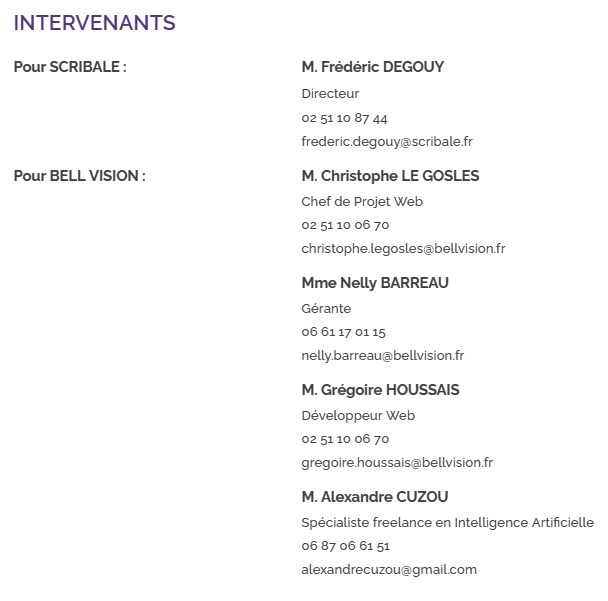 INTERVENANTS
Pour SCRIBALE :
M. Frédéric DEGOUY
Directeur
02 51 10 87 44
frederic.degouy@scribale.fr
Pour BELL VISION :
M. Christophe LE GOSLES
Chef de Projet Web
02 51 10 06 70
christophe.legosles@bellvision.fr
Mme Nelly BARREAU
Gérante
06 61 17 01 15
nelly.barreau@bellvision.fr
M. Grégoire HOUSSAIS
Développeur Web
02 51 10 06 70
gregoire.houssais@bellvision.fr
M. Alexandre CUZOU
Spécialiste freelance en Intelligence Artificielle
06 87 06 61 51
alexandrecuzou@gmail.com